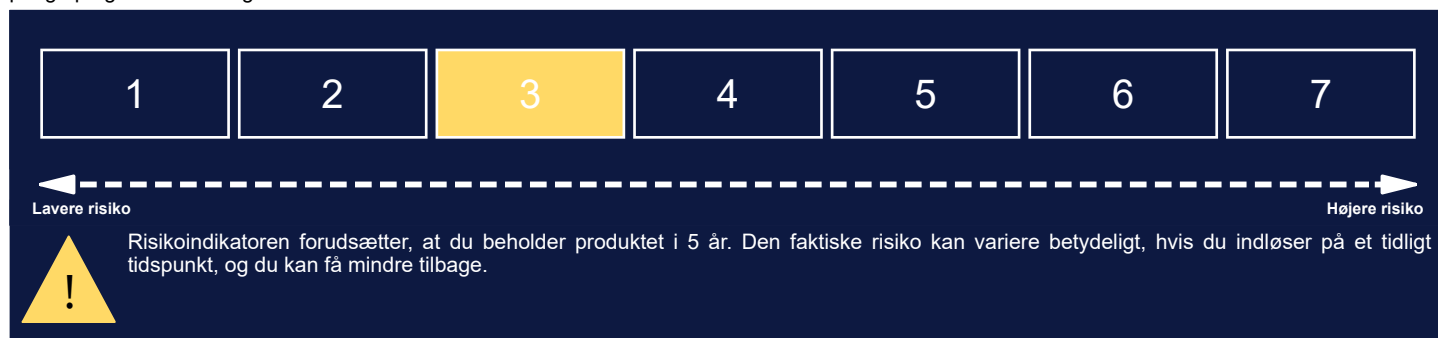 1 2 3 4 5 6 7
Lavere risiko Højere risiko
Risikoindikatoren forudsætter, at du beholder produktet i 5 år. Den faktiske risiko kan variere betydeligt, hvis du indløser på et tidligt
tidspunkt, og du kan få mindre tilbage.
!